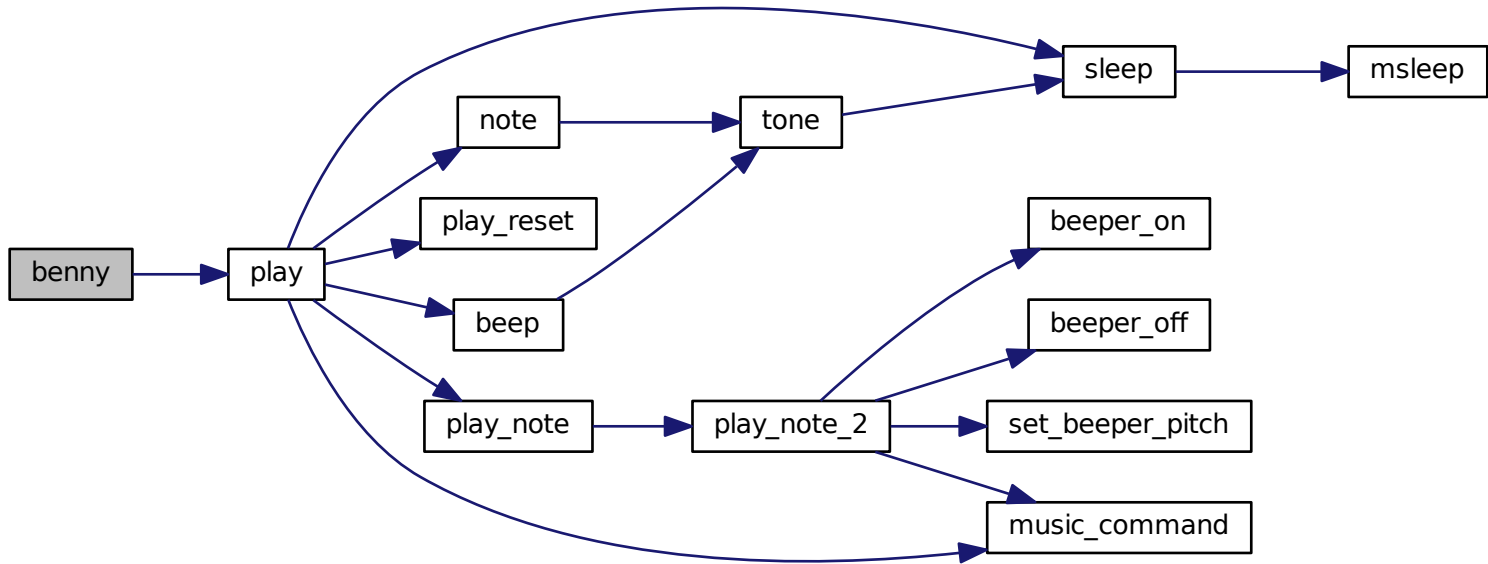 sleep
msleep
note
tone
play_reset
beeper_on
benny
play
beep
beeper_off
play_note
play_note_2
set_beeper_pitch
music_command